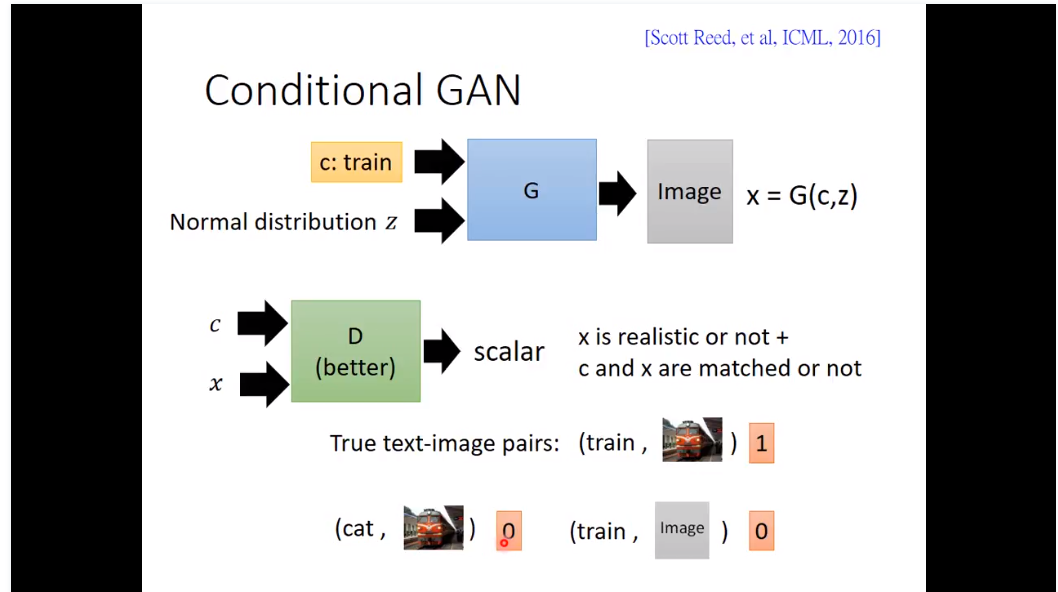 [Scott Reed, et al, ICML, 2016]
Conditional GAN
c: train
G
Image
x = G(c,z)
Normal distribution z
c
D
(better)
x
scalar
x is realistic or not +
c and x are matched or not
True text-image pairs: (train , ) 1
(cat , ) 0
(train , Image ) 0